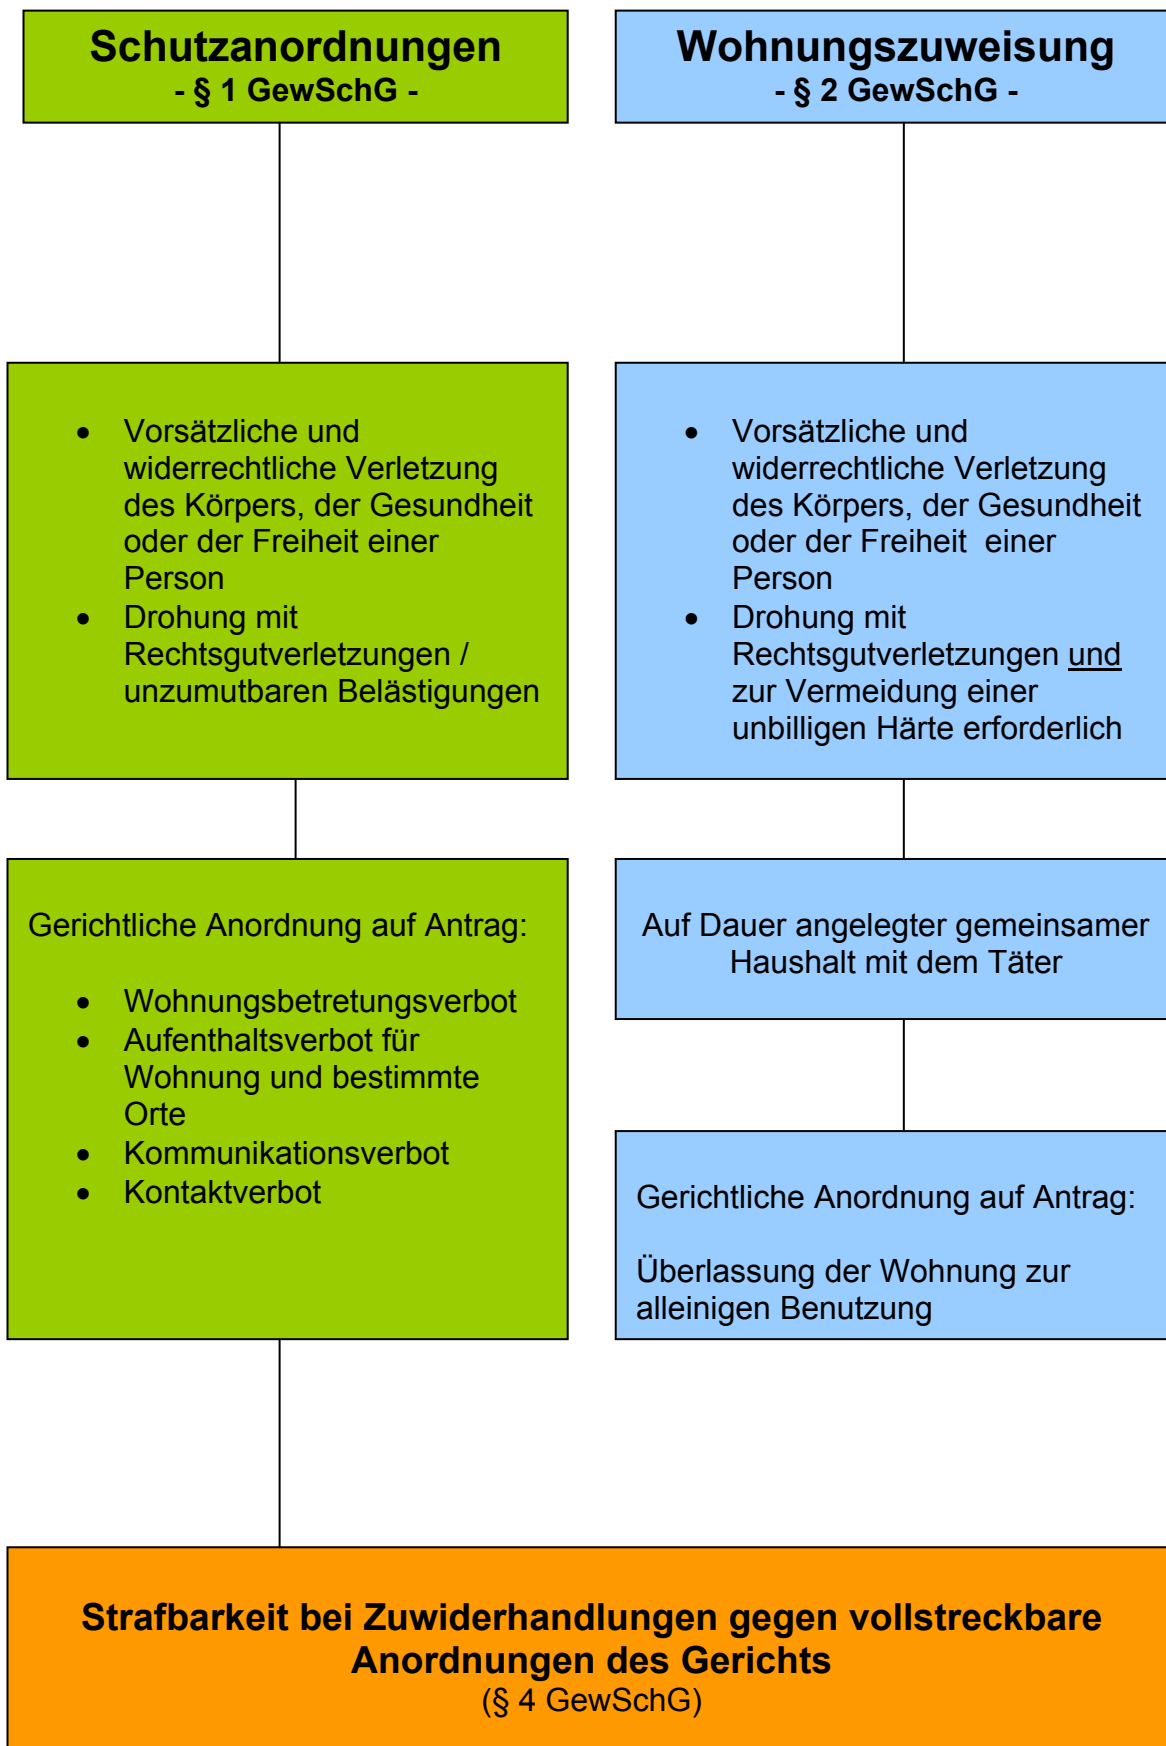 Schutzanordnungen
- § 1 GewSchG -
• Vorsätzliche und
widerrechtliche Verletzung
des Körpers, der Gesundheit
oder der Freiheit einer
Person
• Drohung mit
Rechtsgutverletzungen /
unzumutbaren Belästigungen
Gerichtliche Anordnung auf Antrag:
• Wohnungsbetretungsverbot
• Aufenthaltsverbot für
Wohnung und bestimmte
Orte
• Kommunikationsverbot
• Kontaktverbot
Wohnungszuweisung
- § 2 GewSchG -
• Vorsätzliche und
widerrechtliche Verletzung
des Körpers, der Gesundheit
oder der Freiheit einer
Person
• Drohung mit
Rechtsgutverletzungen und
zur Vermeidung einer
unbilligen Härte erforderlich
Auf Dauer angelegter gemeinsamer
Haushalt mit dem Täter
Gerichtliche Anordnung auf Antrag:
Überlassung der Wohnung zur
alleinigen Benutzung
Strafbarkeit bei Zuwiderhandlungen gegen vollstreckbare
Anordnungen des Gerichts
(§ 4 GewSchG)